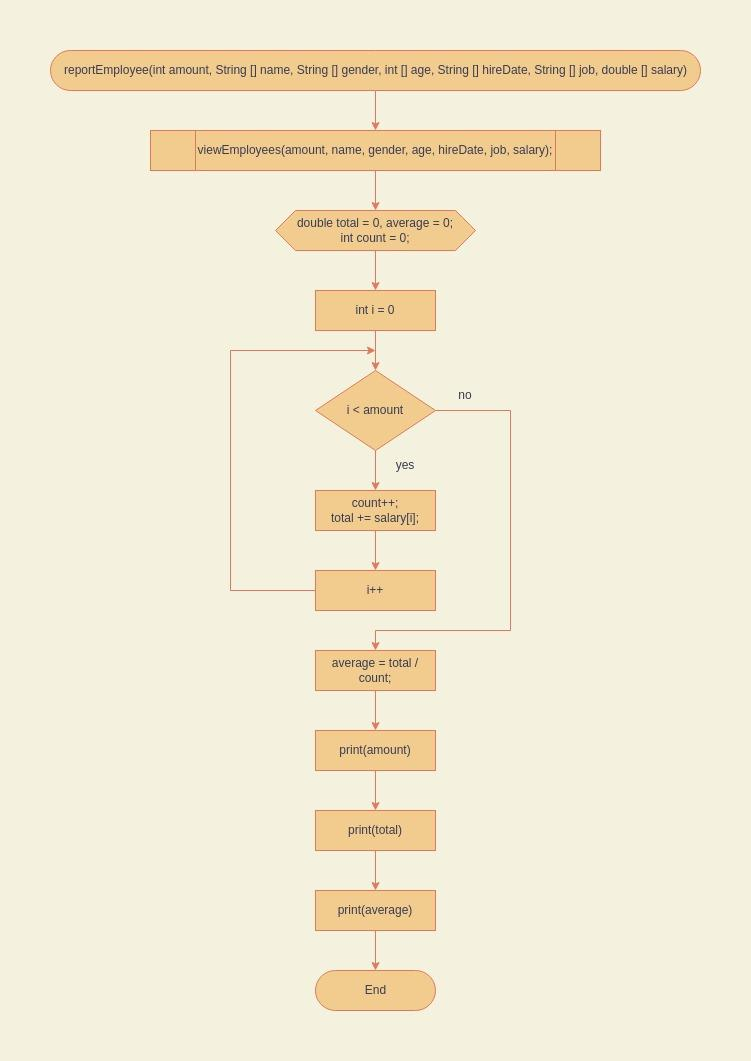 reportEmployee(int amount, String [] name, String [] gender, int [] age, String [] hireDate, String [] job, double [] salary)
viewEmployees(amount, name, gender, age, hireDate, job, salary);
double total = 0, average = 0;
int count = 0;
int i = 0
i < amount
no
yes
count++;
total += salary[i];
i++
average = total /
count;
print(amount)
print(total)
print(average)
End